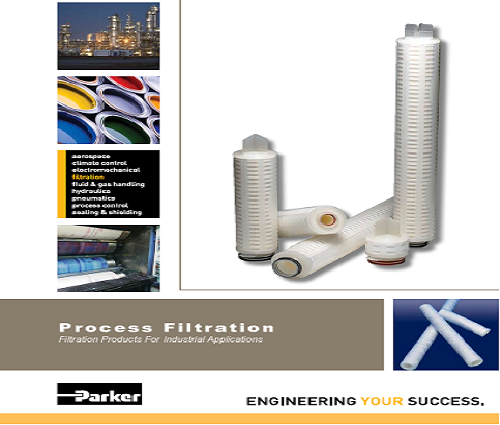 aerospace
climate control
electromechanical
filtration
fluid & gas handling
hydraulics
pneumatics
process control
sealing & shielding
Process Filtration
Filtration Products For Industrial Applications
Parker
ENGINEERING YOUR SUCCESS.